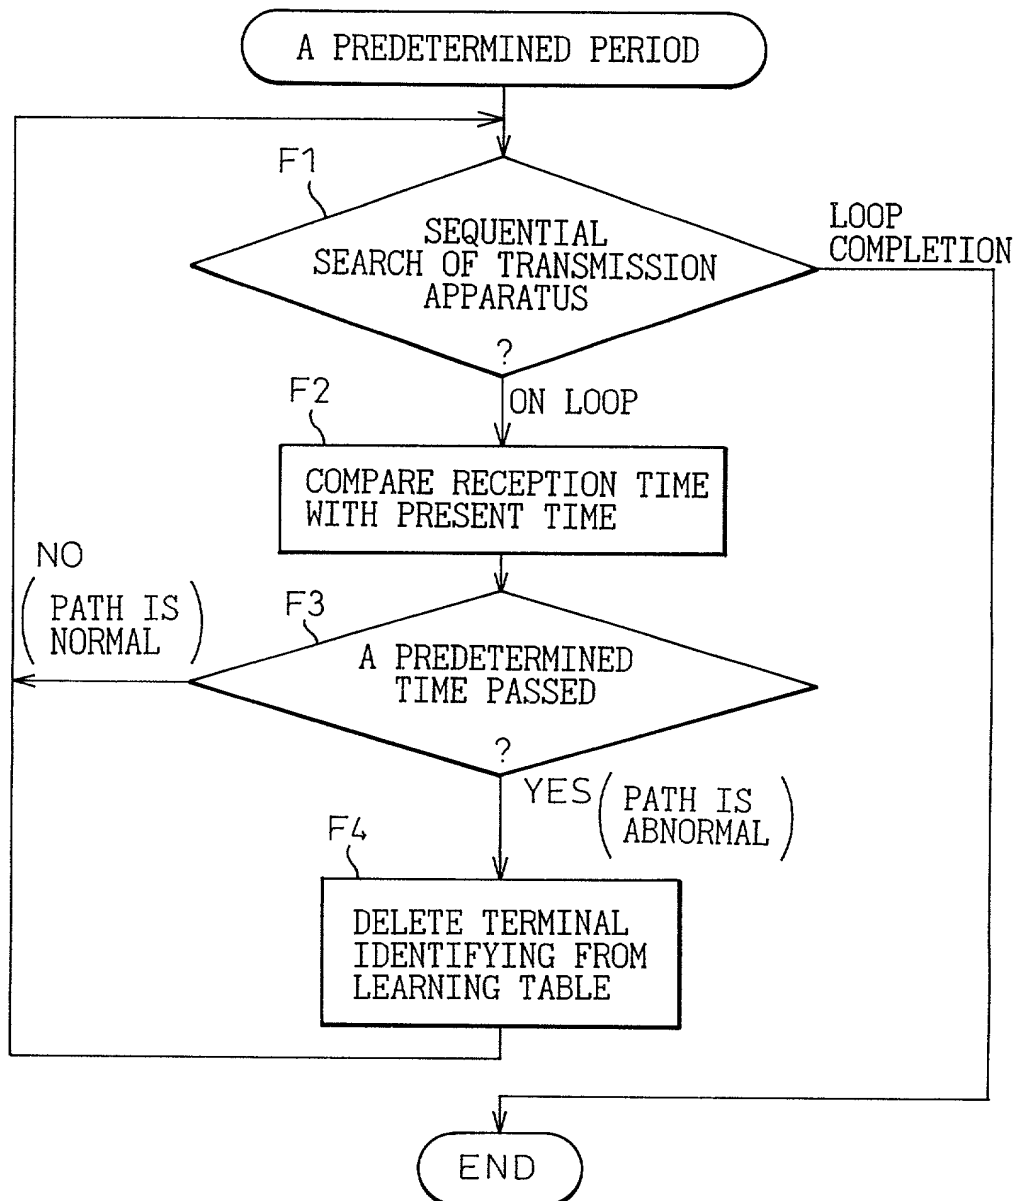 A PREDETERMINED PERIOD
F1
SEQUENTIAL
SEARCH OF TRANSMISSION
APPARATUS
?
LOOP
COMPLETION
ON LOOP
F2
COMPARE RECEPTION TIME
WITH PRESENT TIME
NO
(PATH IS
NORMAL)
F3
A PREDETERMINED
TIME PASSED
?
YES (PATH IS
ABNORMAL)
F4
DELETE TERMINAL
IDENTIFYING FROM
LEARNING TABLE
END